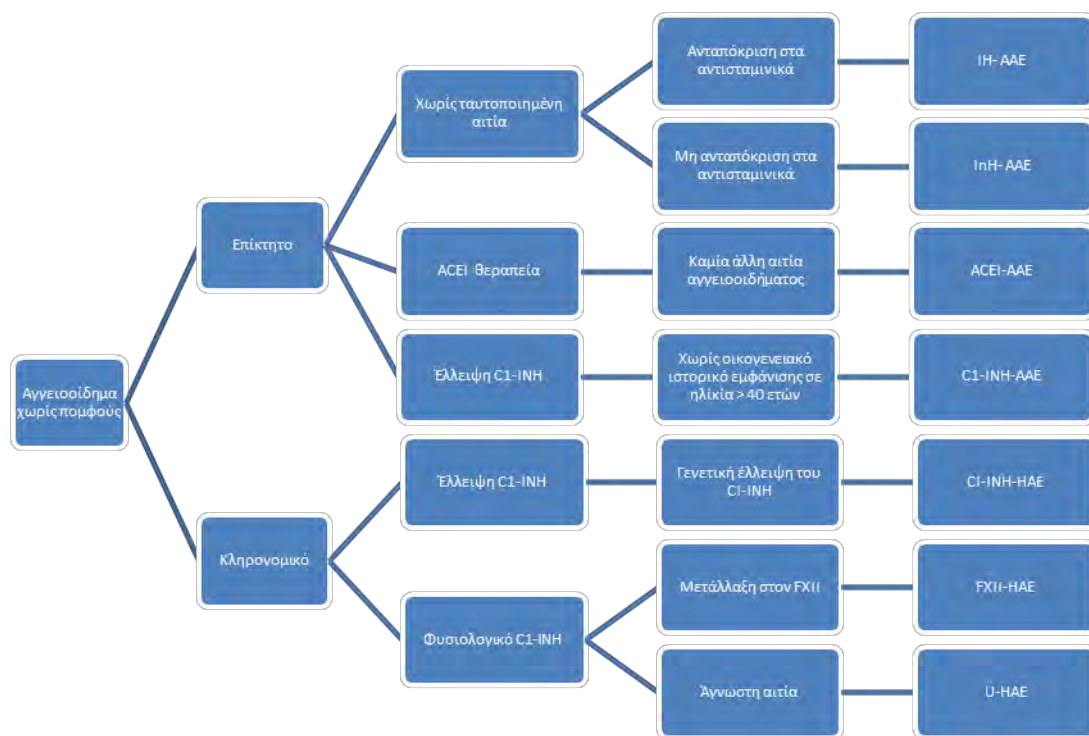 Αγγειοοίδημα
χωρίς πομφούς
Επίκτητο
Χωρίς ταυτοποιημένη
αιτία
Ανταπόκριση στα
αντισταμινικά
IH- AAE
Μη ανταπόκριση στα
αντισταμινικά
InH- AAE
ACEI θεραπεία
Καμία άλλη αιτία
αγγειοοιδήματος
ACEI-AAE
Έλλειψη C1-INH
Χωρίς οικογενειακό
ιστορικό εμφάνισης σε
ηλίκία > 40 ετών
C1-INH-AAE
Κληρονομικό
Έλλειψη C1-INH
Γενετική έλλειψη του
CI-INH
CI-INH-HAE
Φυσιολογικό C1-INH
Μετάλλαξη στον FXII
FXII-HAE
Άγνωστη αιτία
U-HAE